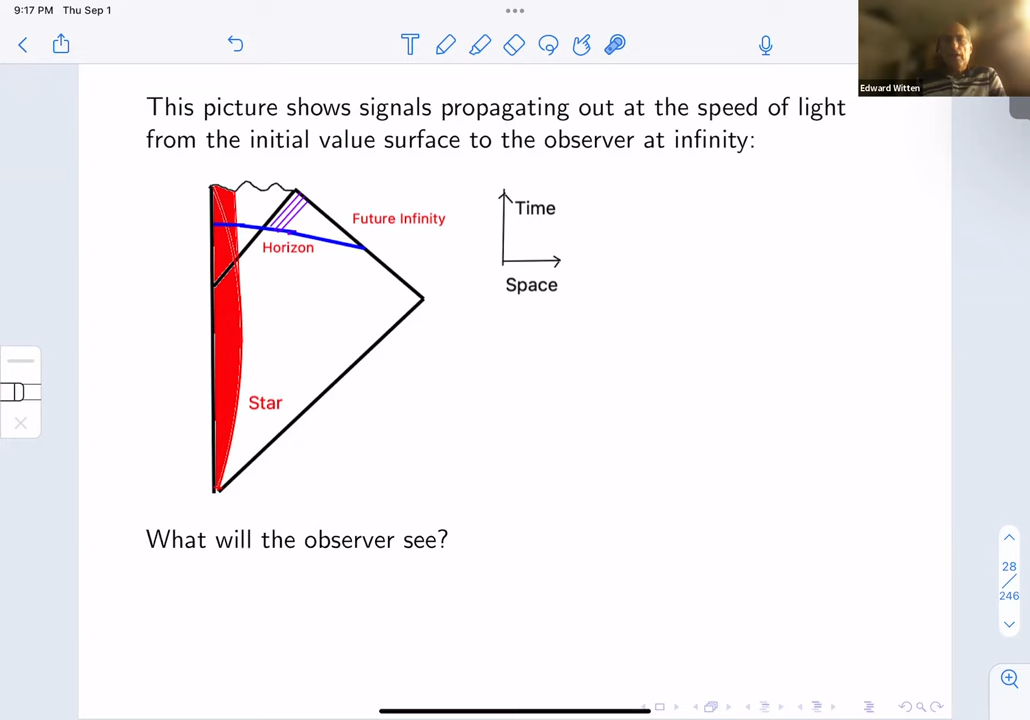 9:17 PM Thu Sep 1
Edward Witten
This picture shows signals propagating out at the speed of light
from the initial value surface to the observer at infinity:
Time
Future Infinity
Horizon
Space
Star
What will the observer see?
28
246